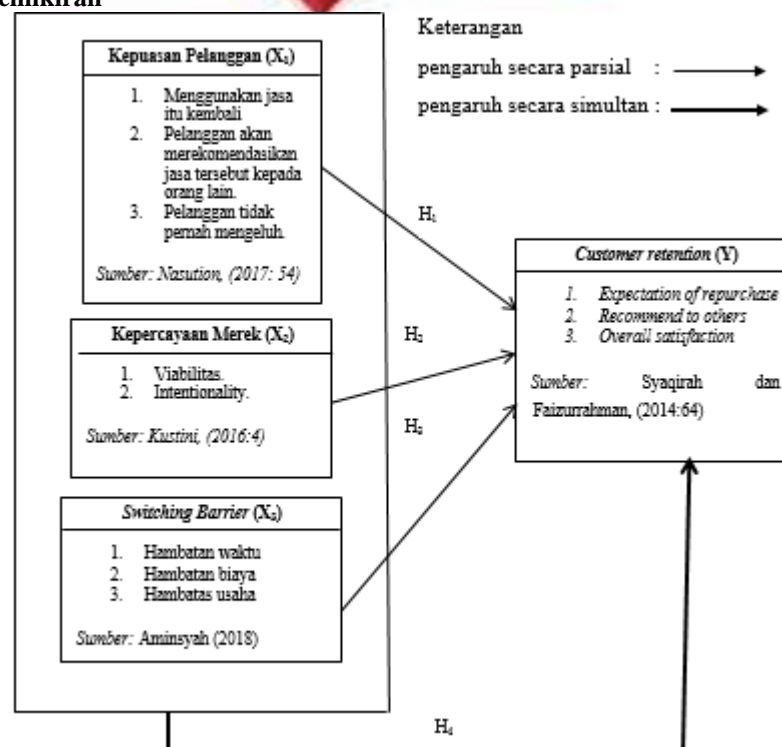 Kepuasan Pelanggan (X₁)
1. Menggunakan jasa
itu kembali
2. Pelanggan akan
merekomendasikan
jasa tersebut kepada
orang lain.
3. Pelanggan tidak
pernah mengeluh.
Sumber: Nasution, (2017: 54)
Kepercayaan Merek (X₂)
1. Viabilitas.
2. Intentionality.
Sumber: Kustini, (2016:4)
Switching Barrier (X₃)
1. Hambatan waktu
2. Hambatan biaya
3. Hambatas usaha
Sumber: Aminsyah (2018)
Keterangan
pengaruh secara parsial :
pengaruh secara simultan :
H₁
H₂
H₃
Customer retention (Y)
1. Expectation of repurchase
2. Recommend to others
3. Overall satisfaction
Sumber: Syaqirah dan
Faizurrahman, (2014:64)
H₄